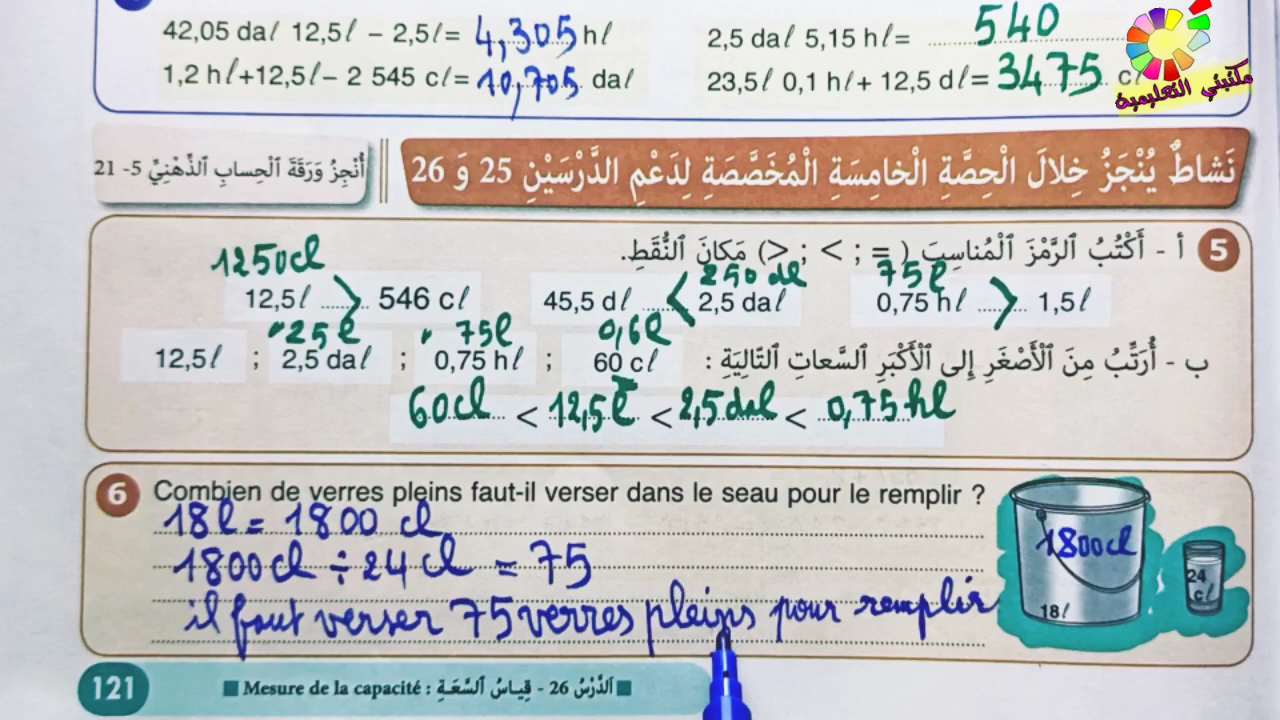 42,05 daℓ 12,5ℓ − 2,5ℓ= 4,305 hℓ
2,5 daℓ 5,15 hℓ= 540
1,2 hℓ+12,5ℓ− 2 545 cℓ= 10,705 daℓ
23,5ℓ 0,1 hℓ+ 12,5 dℓ= 3475 cℓ
مكتبتي التعليمية
نَشاطٌ يُنْجَزُ خِلالَ الْحِصَّةِ الْخامِسَةِ الْمُخَصَّصَةِ لِدَعْمِ الدَّرْسَيْنِ 25 وَ 26
أُنْجِزُ وَرَقَةَ الْحِسابِ الذِّهْنِيِّ 5- 21
5 أ - أَكْتُبُ الرَّمْزَ الْمُناسِبَ ( = ; < ; >) مَكانَ النُّقَطِ.
1250cl 250 dl 75l
12,5ℓ > 546 cℓ 45,5 dℓ < 2,5 daℓ 0,75 hℓ > 1,5ℓ
25l 75l 0,6l
ب - أُرَتِّبُ مِنَ الْأَصْغَرِ إِلى الْأَكْبَرِ السَّعاتِ التّالِيَةِ :
12,5ℓ ; 2,5 daℓ ; 0,75 hℓ ; 60 cℓ
60cl < 12,5l < 2,5dal < 0,75hl
6 Combien de verres pleins faut-il verser dans le seau pour le remplir ?
18l = 1800 cl
1800cl ÷ 24 cl = 75
il faut verser 75 verres pleins pour remplir
1800cl
18ℓ
24
cℓ
121 ■ Mesure de la capacité : الدَّرْسُ 26 - قِياسُ السَّعَةِ ■